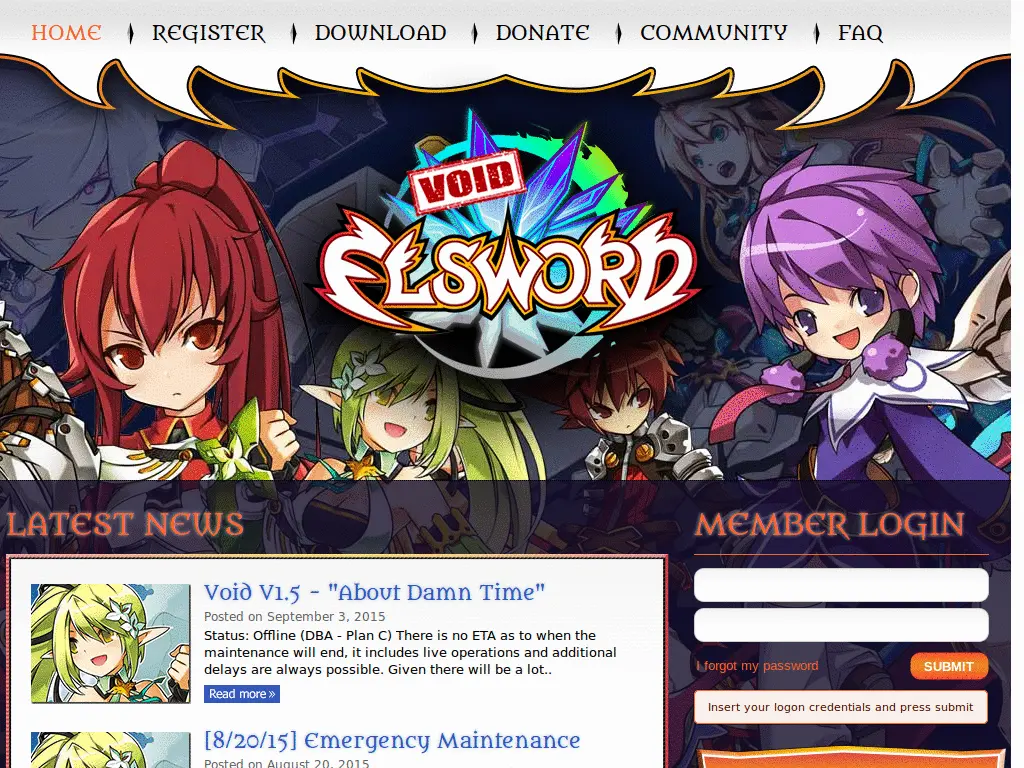 HOME REGISTER DOWNLOAD DONATE COMMUNITY FAQ
VOID
ELSWORD
LATEST NEWS
Void V1.5 - "About Damn Time"
Posted on September 3, 2015
Status: Offline (DBA - Plan C) There is no ETA as to when the
maintenance will end, it includes live operations and additional
delays are always possible. Given there will be a lot..
Read more »
[8/20/15] Emergency Maintenance
Posted on August 20, 2015
MEMBER LOGIN
I forgot my password
SUBMIT
Insert your logon credentials and press submit